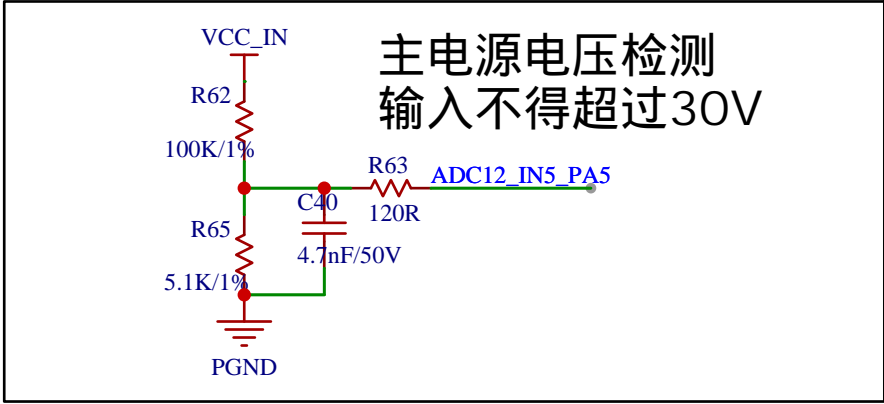 VCC_IN
主电源电压检测
输入不得超过30V
R62
100K/1%
R63
ADC12_IN5_PA5
120R
C40
4.7nF/50V
R65
5.1K/1%
PGND